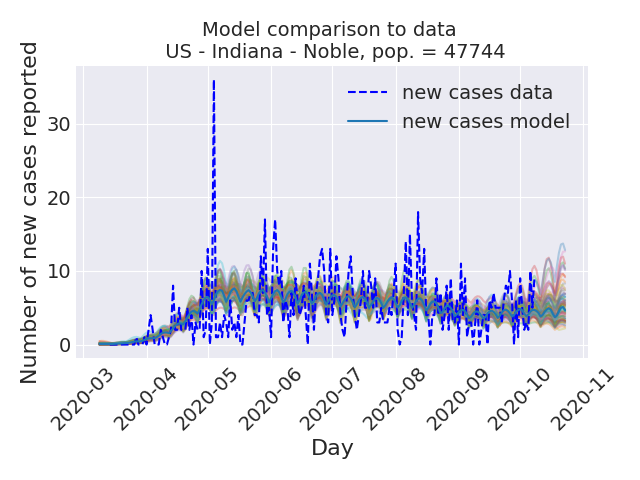 Model comparison to data
US - Indiana - Noble, pop. = 47744
Number of new cases reported
30
20
10
0
new cases data
new cases model
2020-03
2020-04
2020-05
2020-06
2020-07
2020-08
2020-09
2020-10
2020-11
Day